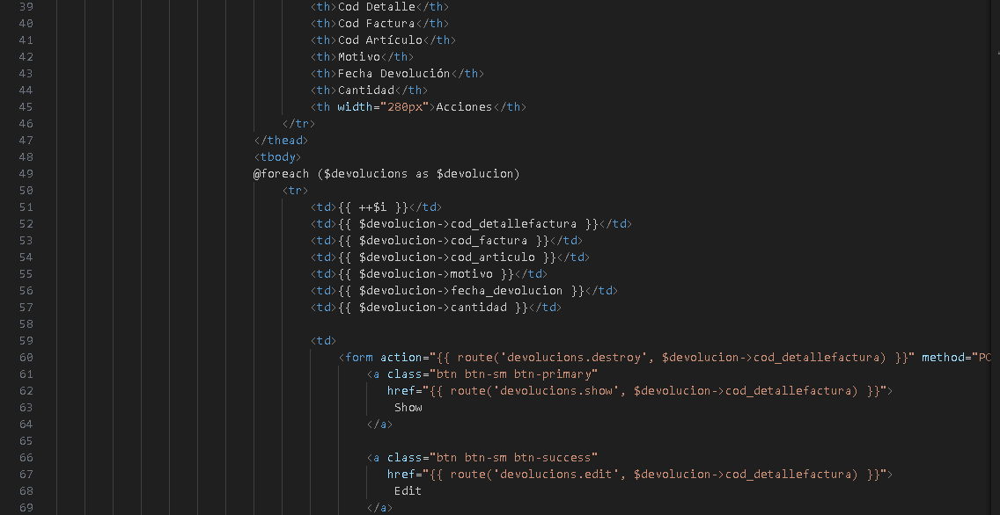 39 <th>Cod Detalle</th>
40 <th>Cod Factura</th>
41 <th>Cod Artículo</th>
42 <th>Motivo</th>
43 <th>Fecha Devolución</th>
44 <th>Cantidad</th>
45 <th width="280px">Acciones</th>
46 </tr>
47 </thead>
48 <tbody>
49 @foreach ($devolucions as $devolucion)
50 <tr>
51 <td>{{ ++$i }}</td>
52 <td>{{ $devolucion->cod_detallefactura }}</td>
53 <td>{{ $devolucion->cod_factura }}</td>
54 <td>{{ $devolucion->cod_articulo }}</td>
55 <td>{{ $devolucion->motivo }}</td>
56 <td>{{ $devolucion->fecha_devolucion }}</td>
57 <td>{{ $devolucion->cantidad }}</td>
58
59 <td>
60 <form action="{{ route('devolucions.destroy', $devolucion->cod_detallefactura) }}" method="PO
61 <a class="btn btn-sm btn-primary"
62 href="{{ route('devolucions.show', $devolucion->cod_detallefactura) }}">
63 Show
64 </a>
65
66 <a class="btn btn-sm btn-success"
67 href="{{ route('devolucions.edit', $devolucion->cod_detallefactura) }}">
68 Edit
69 </a>